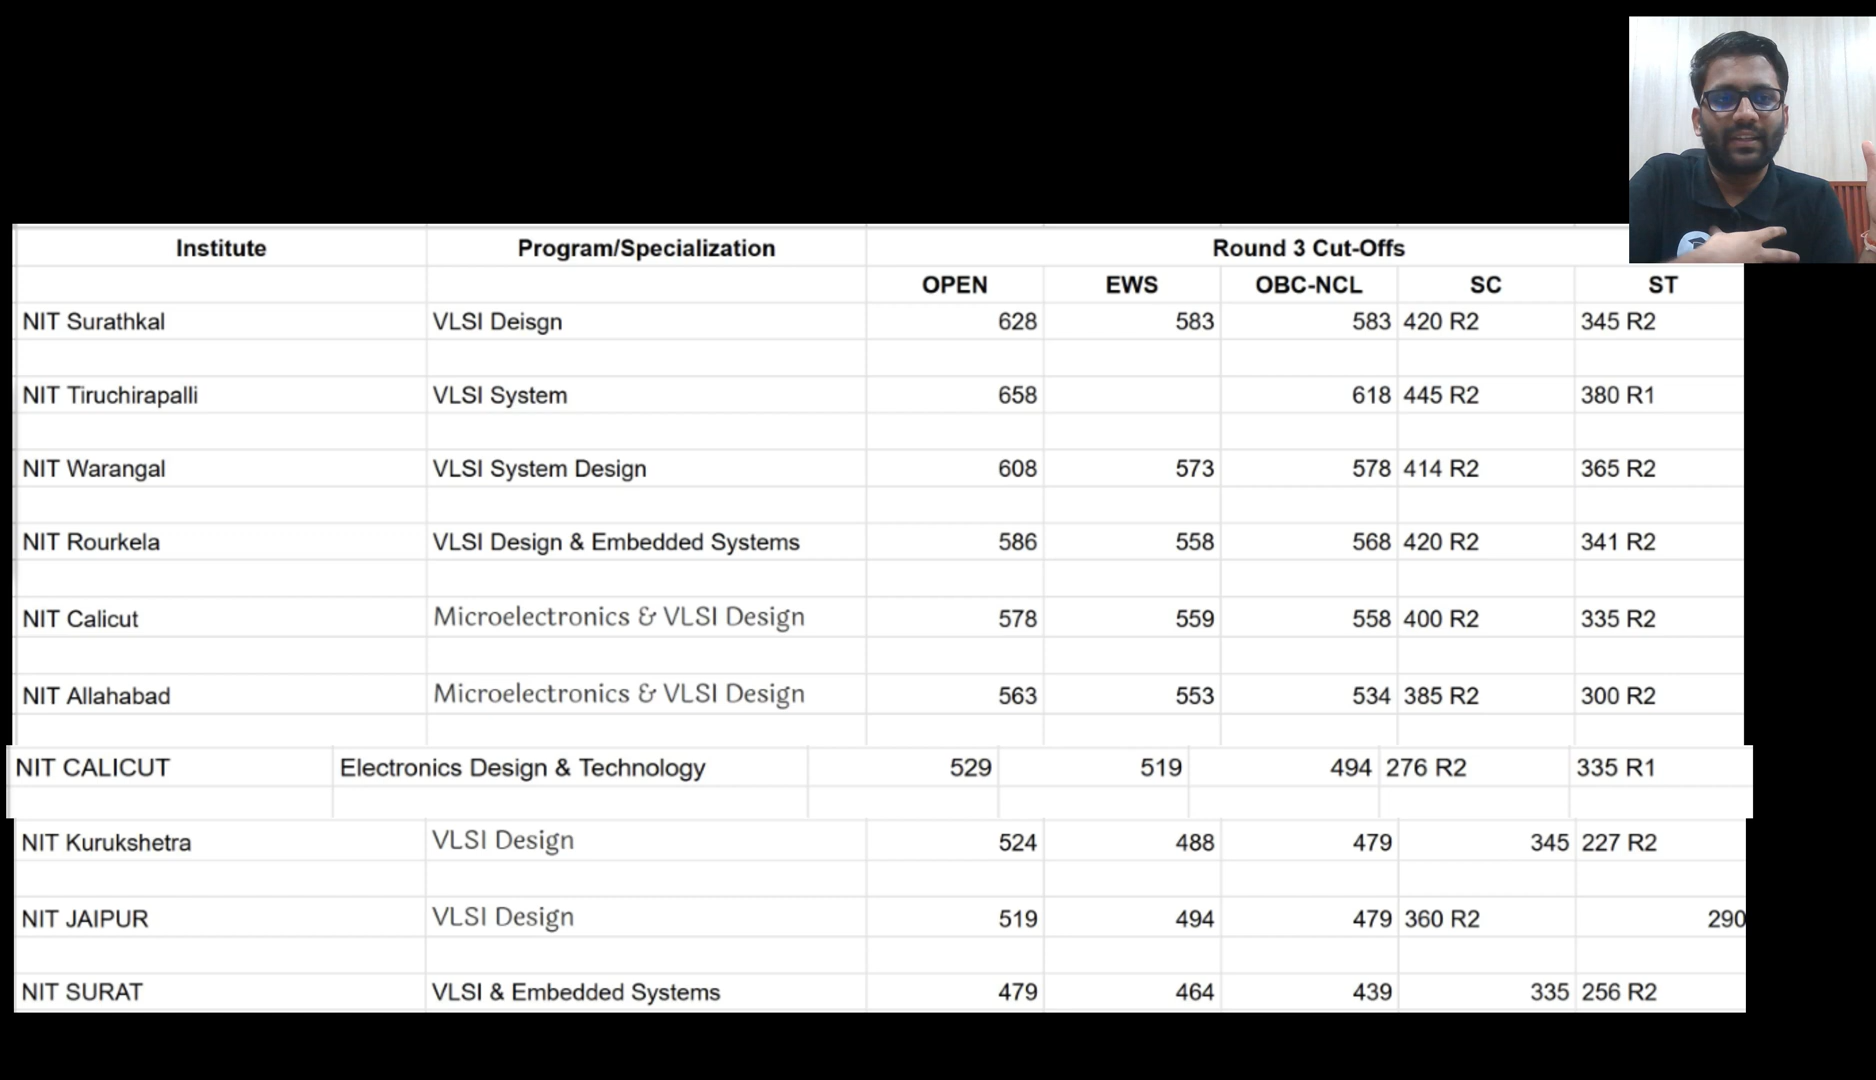 Institute Program/Specialization Round 3 Cut-Offs
OPEN EWS OBC-NCL SC ST
NIT Surathkal VLSI Deisgn 628 583 583 420 R2 345 R2
NIT Tiruchirapalli VLSI System 658 618 445 R2 380 R1
NIT Warangal VLSI System Design 608 573 578 414 R2 365 R2
NIT Rourkela VLSI Design & Embedded Systems 586 558 568 420 R2 341 R2
NIT Calicut Microelectronics & VLSI Design 578 559 558 400 R2 335 R2
NIT Allahabad Microelectronics & VLSI Design 563 553 534 385 R2 300 R2
NIT CALICUT Electronics Design & Technology 529 519 494 276 R2 335 R1
NIT Kurukshetra VLSI Design 524 488 479 345 227 R2
NIT JAIPUR VLSI Design 519 494 479 360 R2 290
NIT SURAT VLSI & Embedded Systems 479 464 439 335 256 R2